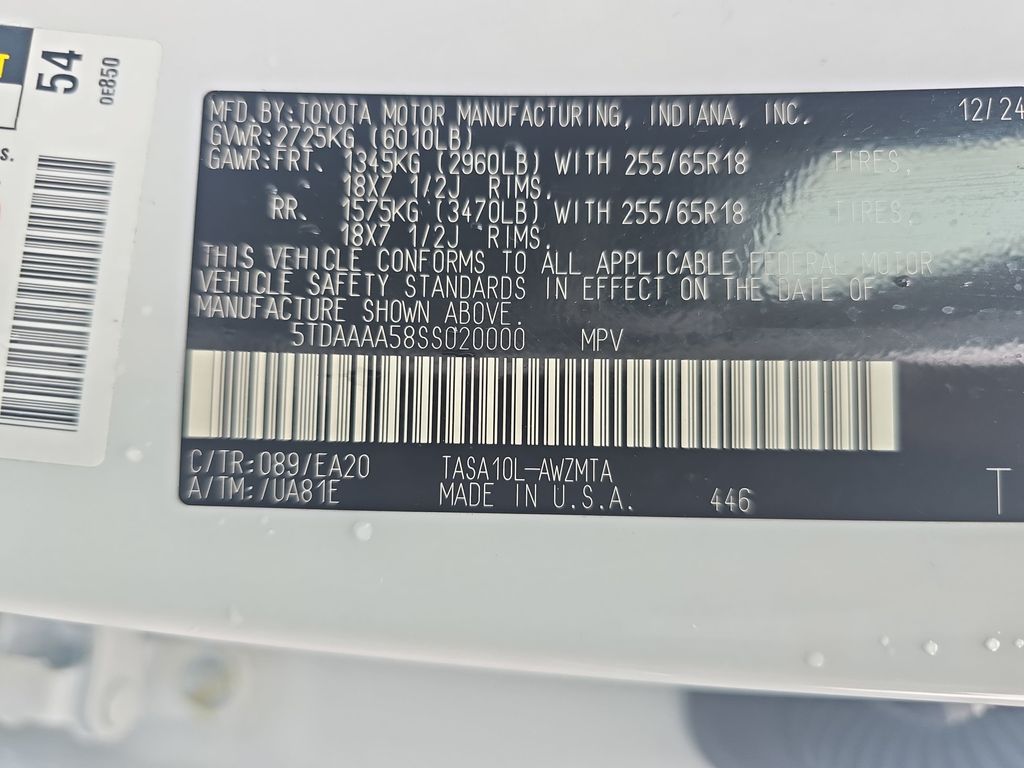 54
0E850
T
s.
MFD.BY:TOYOTA MOTOR MANUFACTURING, INDIANA, INC. 12/24
GVWR:2725KG (6010LB)
GAWR:FRT. 1345KG (2960LB) WITH 255/65R18 TIRES,
18X7 1/2J RIMS,
RR. 1575KG (3470LB) WITH 255/65R18 TIRES,
18X7 1/2J RIMS,
THIS VEHICLE CONFORMS TO ALL APPLICABLE FEDERAL MOTOR
VEHICLE SAFETY STANDARDS IN EFFECT ON THE DATE OF
MANUFACTURE SHOWN ABOVE.
5TDAAAA58SS020000 MPV
C/TR:089/EA20 TASA10L-AWZMTA
A/TM:/UA81E MADE IN U.S.A. 446 T